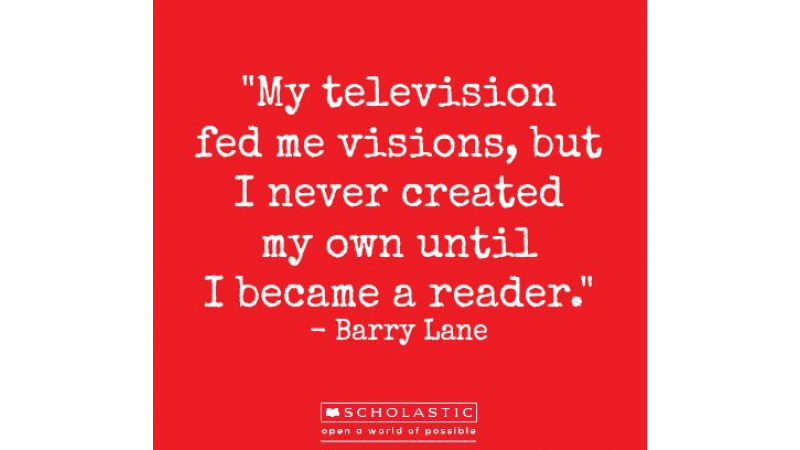 "My television
fed me visions, but
I never created
my own until
I became a reader."
– Barry Lane
SCHOLASTIC
open a world of possible